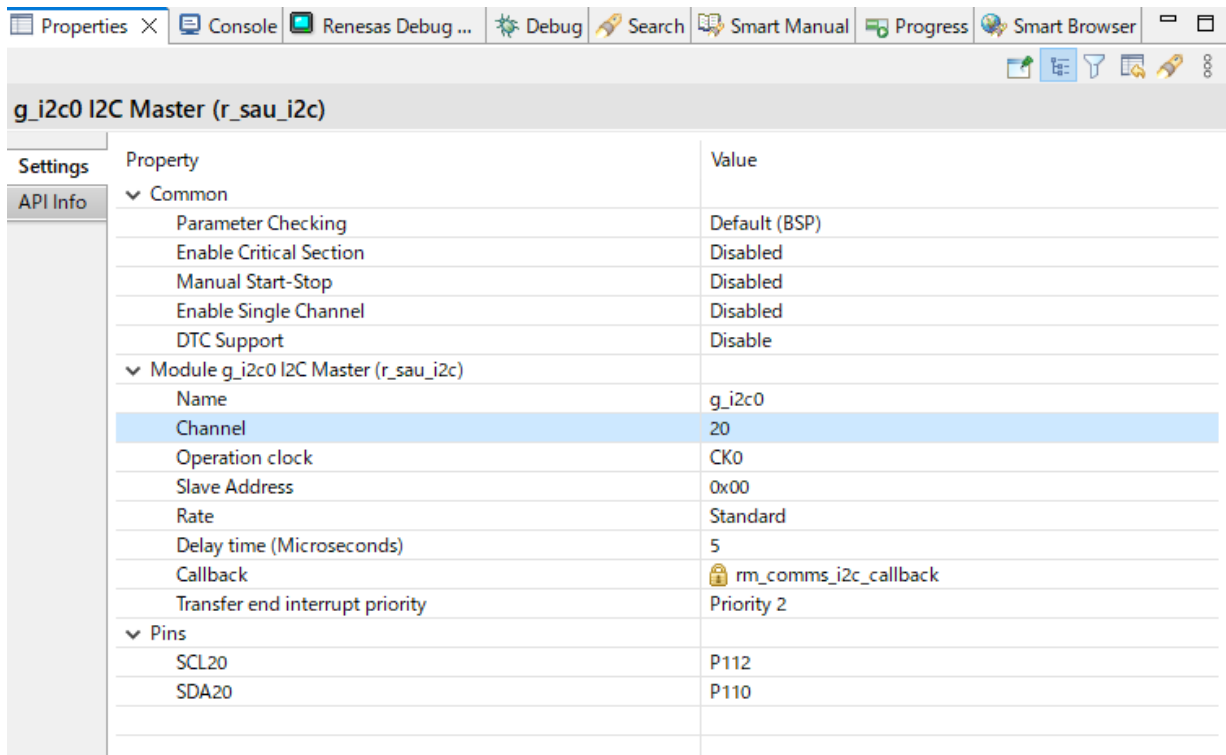 Properties Console Renesas Debug ... Debug Search Smart Manual Progress Smart Browser
g_i2c0 I2C Master (r_sau_i2c)
Settings
API Info
Property Value
Common
Parameter Checking Default (BSP)
Enable Critical Section Disabled
Manual Start-Stop Disabled
Enable Single Channel Disabled
DTC Support Disable
Module g_i2c0 I2C Master (r_sau_i2c)
Name g_i2c0
Channel 20
Operation clock CK0
Slave Address 0x00
Rate Standard
Delay time (Microseconds) 5
Callback rm_comms_i2c_callback
Transfer end interrupt priority Priority 2
Pins
SCL20 P112
SDA20 P110